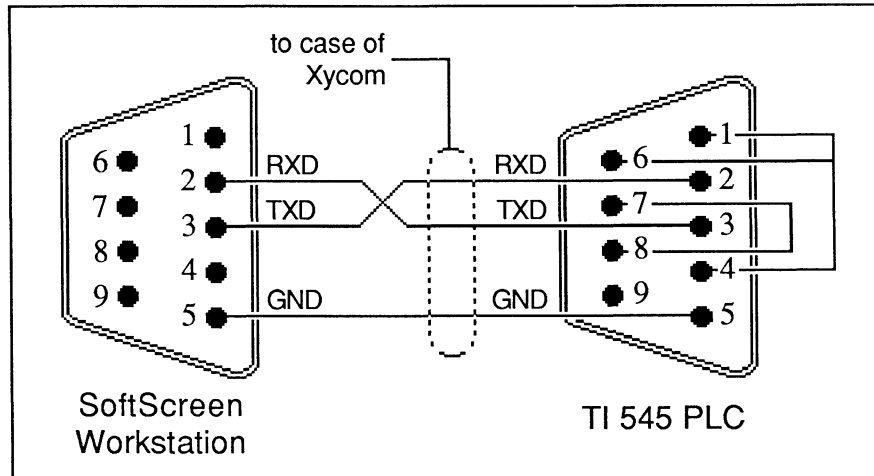 to case of
Xycom
1
6
2
RXD
7
3
TXD
8
4
9
5
GND
RXD
1
6
2
TXD
7
3
8
4
GND
9
5
SoftScreen
Workstation
TI 545 PLC